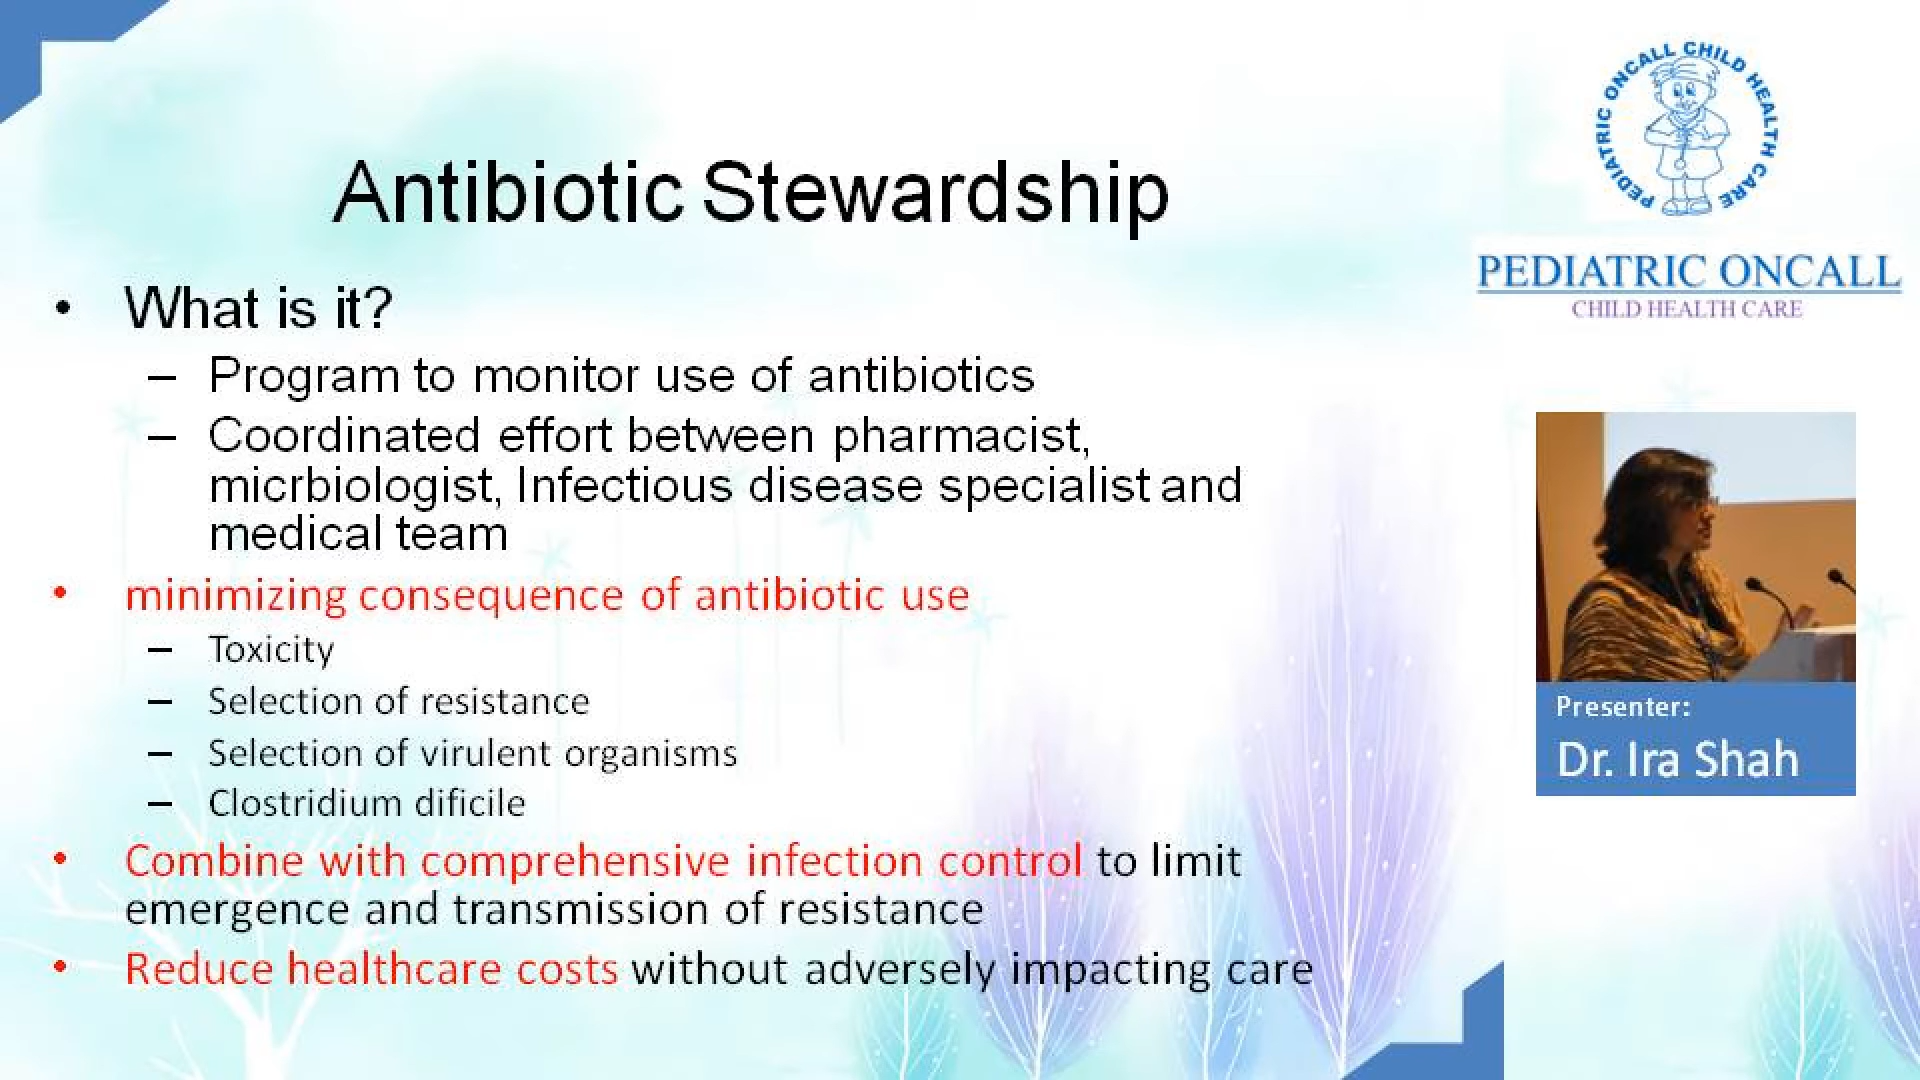 Antibiotic Stewardship
• What is it?
– Program to monitor use of antibiotics
– Coordinated effort between pharmacist,
micrbiologist, Infectious disease specialist and
medical team
• minimizing consequence of antibiotic use
– Toxicity
– Selection of resistance
– Selection of virulent organisms
– Clostridium dificile
• Combine with comprehensive infection control to limit
emergence and transmission of resistance
• Reduce healthcare costs without adversely impacting care
PEDIATRIC ONCALL CHILD HEALTH CARE
PEDIATRIC ONCALL
CHILD HEALTH CARE
Presenter:
Dr. Ira Shah